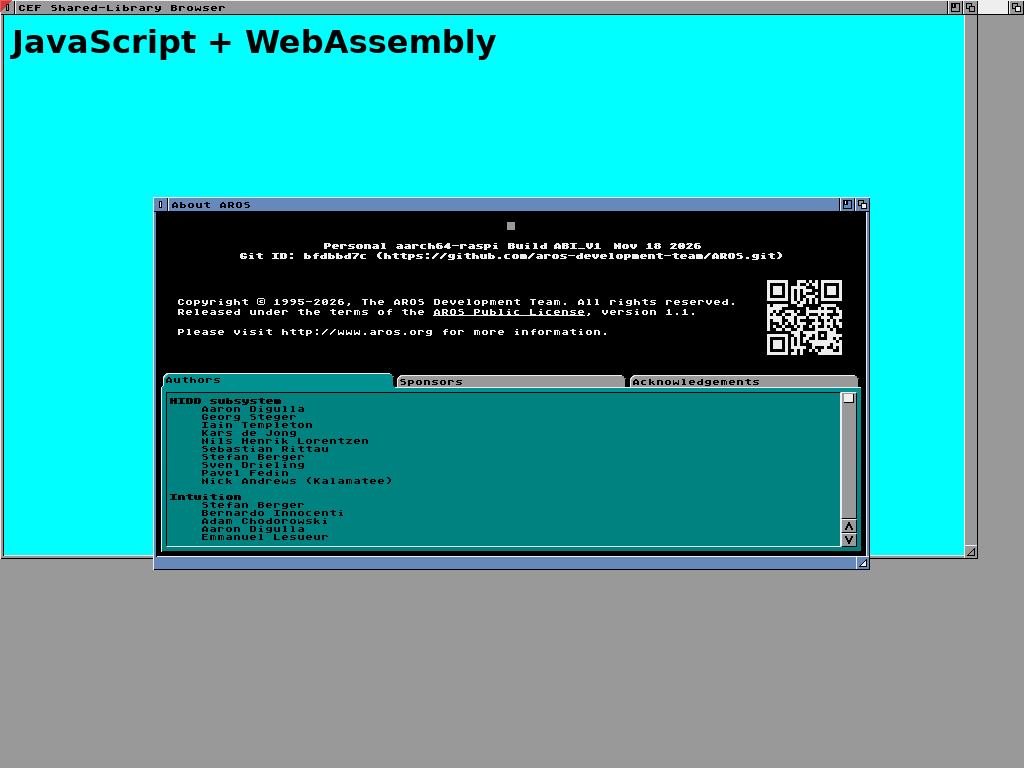 CEF Shared-Library Browser
JavaScript + WebAssembly
About AROS
Personal aarch64-raspi Build ABI_V1 Nov 18 2026
Git ID: bfdbbd7c (https://github.com/aros-development-team/AROS.git)
Copyright © 1995-2026, The AROS Development Team. All rights reserved.
Released under the terms of the AROS Public License, version 1.1.
Please visit http://www.aros.org for more information.
Authors
Sponsors
Acknowledgements
HIDD subsystem
Aaron Digulla
Georg Steger
Iain Templeton
Kars de Jong
Nils Henrik Lorentzen
Sebastian Rittau
Stefan Berger
Sven Drieling
Pavel Fedin
Nick Andrews (Kalamatee)
Intuition
Stefan Berger
Bernardo Innocenti
Adam Chodorowski
Aaron Digulla
Emmanuel Lesueur